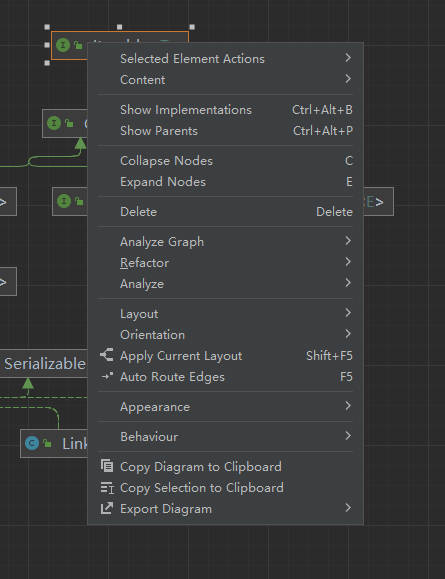 Selected Element Actions
Content
Show Implementations Ctrl+Alt+B
Show Parents Ctrl+Alt+P
Collapse Nodes C
Expand Nodes E
>
E>
Delete Delete
Analyze Graph
Refactor
>
Analyze
Layout
Orientation
Serializable
Apply Current Layout Shift+F5
Auto Route Edges F5
Appearance
Behaviour
Link
Copy Diagram to Clipboard
Copy Selection to Clipboard
Export Diagram